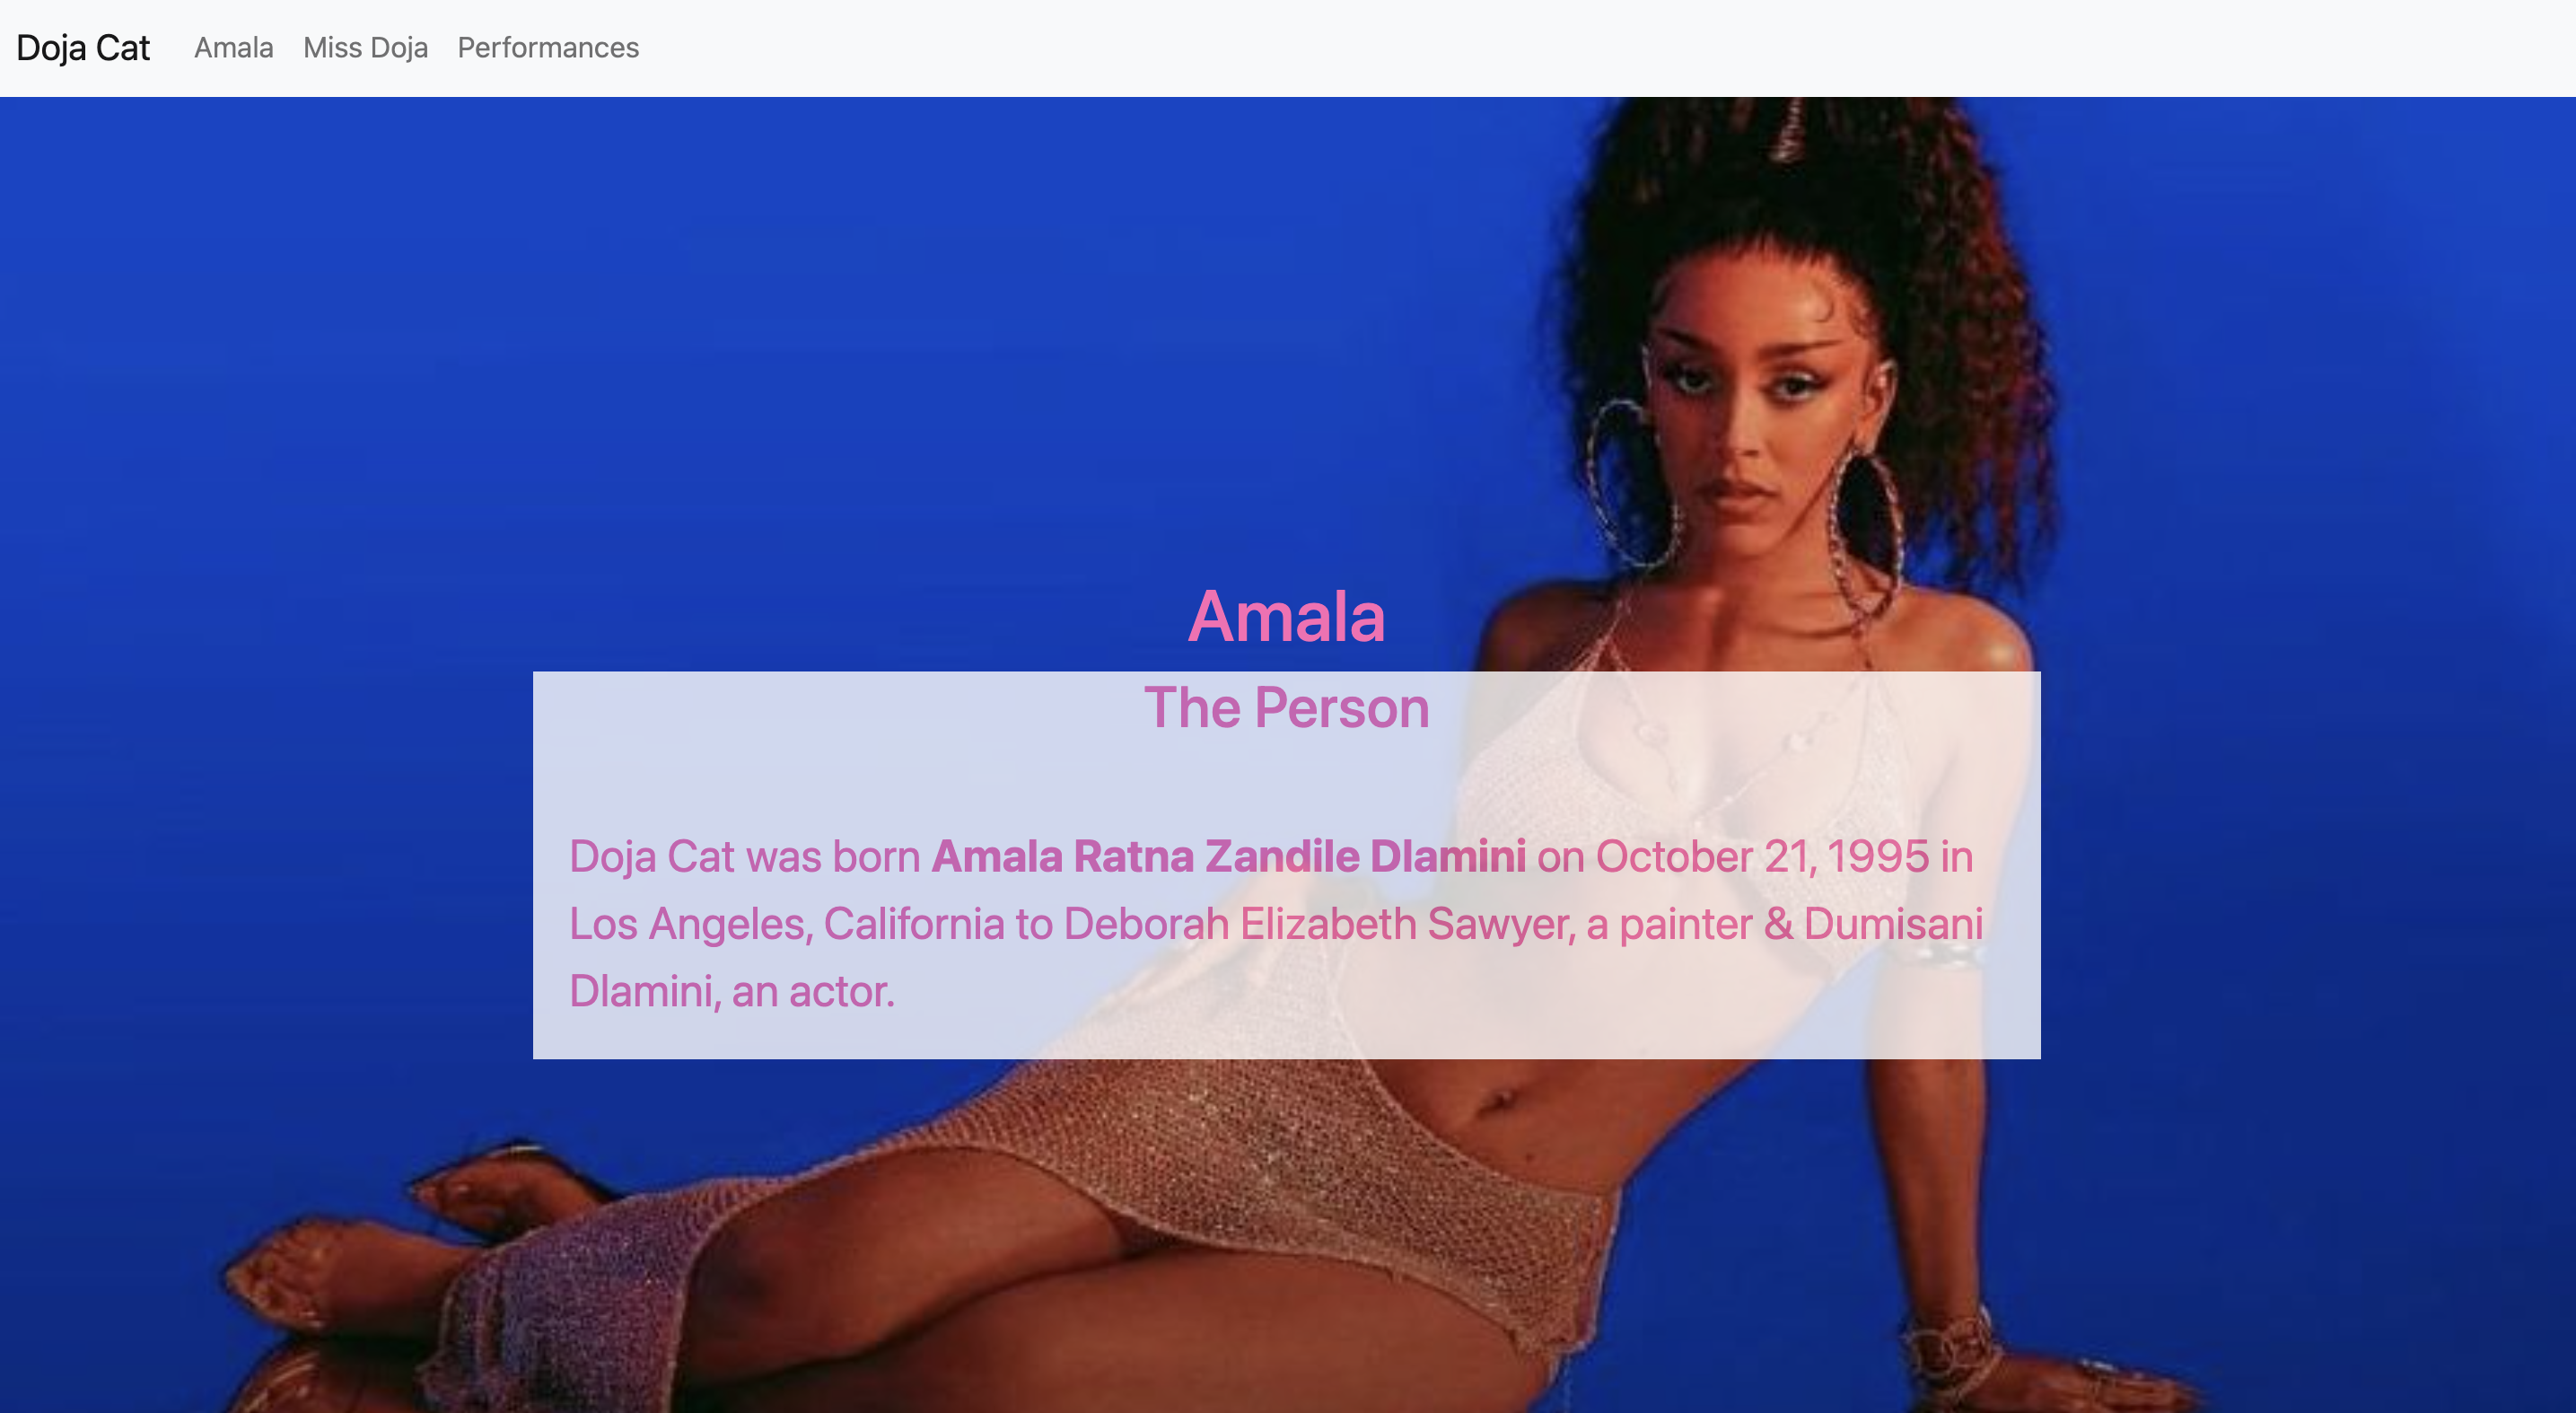 Doja Cat Amala Miss Doja Performances
Amala
The Person
Doja Cat was born Amala Ratna Zandile Dlamini on October 21, 1995 in
Los Angeles, California to Deborah Elizabeth Sawyer, a painter & Dumisani
Dlamini, an actor.